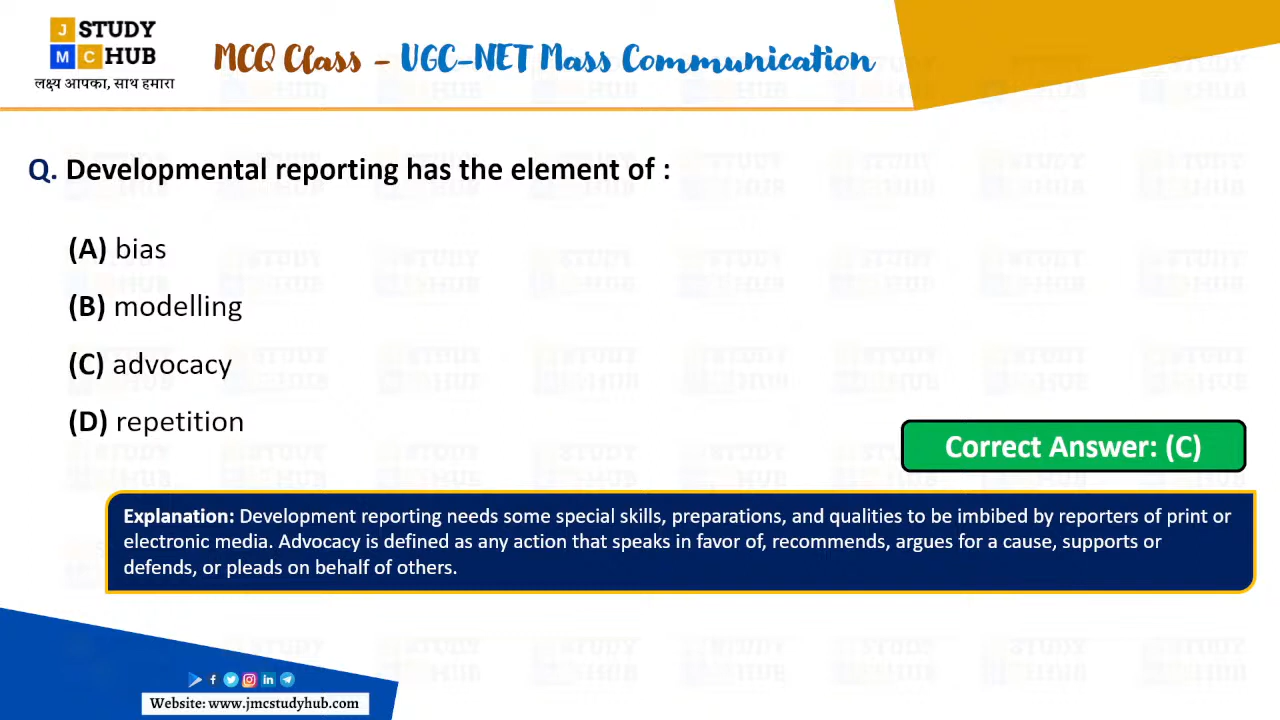 J STUDY
M C HUB
लक्ष्य आपका, साथ हमारा
MCQ Class - UGC-NET Mass Communication
Q. Developmental reporting has the element of :
(A) bias
(B) modelling
(C) advocacy
(D) repetition
Correct Answer: (C)
Explanation: Development reporting needs some special skills, preparations, and qualities to be imbibed by reporters of print or
electronic media. Advocacy is defined as any action that speaks in favor of, recommends, argues for a cause, supports or
defends, or pleads on behalf of others.
Website: www.jmcstudyhub.com